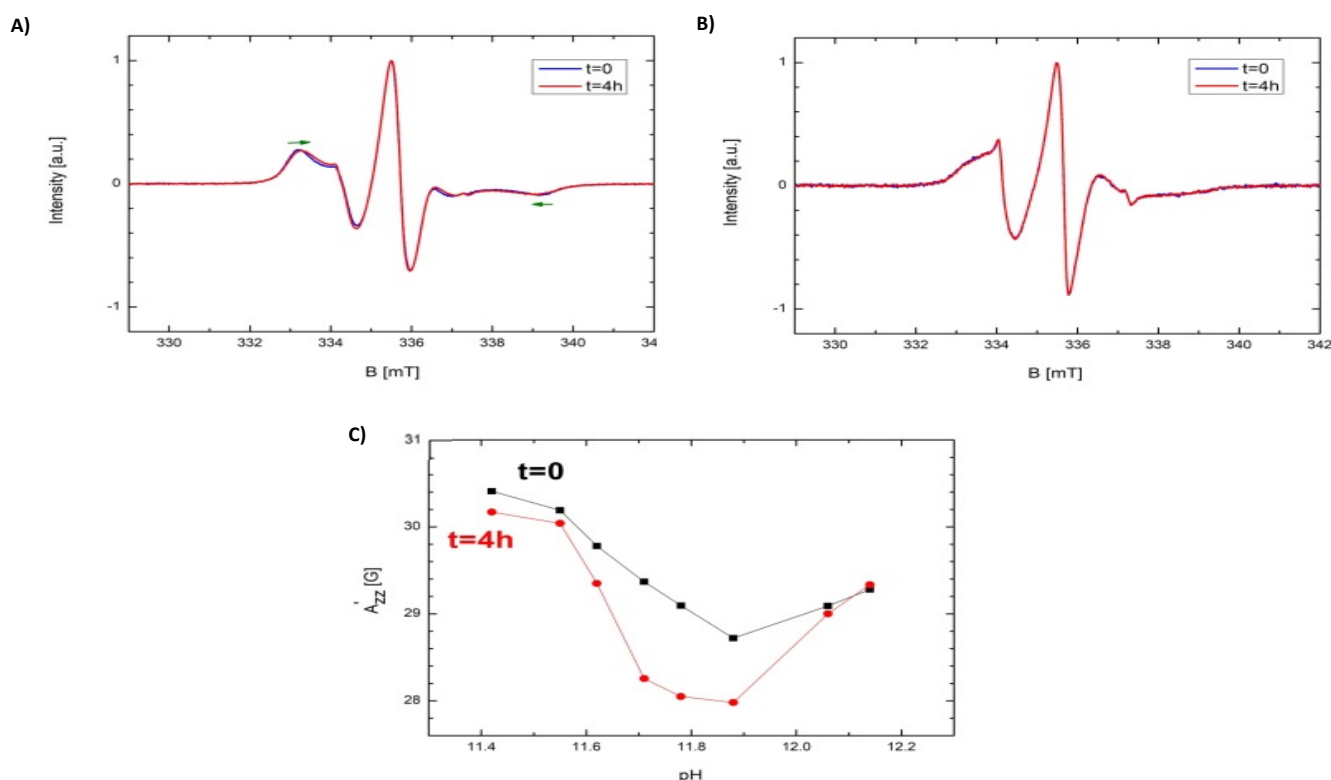 A)
Intensity [a.u.]
1
0
-1
t=0
t=4h
330 332 334 336 338 340 34
B [mT]
B)
Intensity [a.u.]
1
0
-1
t=0
t=4h
330 332 334 336 338 340 342
B [mT]
C)
A'zz [G]
31
30
29
28
t=0
t=4h
11.4 11.6 11.8 12.0 12.2
pH